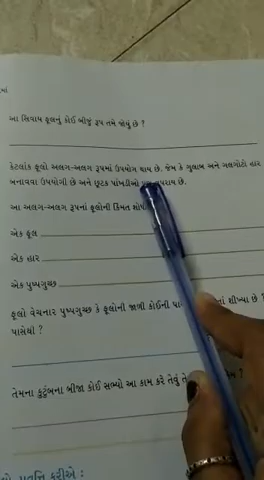 આ સિવાય ફૂલનું કોઈ બીજું રૂપ તમે જોયું છે ?
કેટલાંક ફૂલો અલગ-અલગ રૂપમાં ઉપયોગ થાય છે. જેમ કે ગુલાબ અને ગલગોટો હાર
બનાવવા ઉપયોગી છે અને છૂટક પાંખડીઓ વપરાય છે.
આ અલગ-અલગ રૂપનાં ફૂલોની કિંમત શોધ
એક ફૂલ
એક હાર
એક પુષ્પગુચ્છ
ફૂલો વેચનાર પુષ્પગુચ્છ કે ફૂલોની જાળી કોઈની પા શીખ્યા છે ?
પાસેથી ?
તેમના કુટુંબના બીજા કોઈ સભ્યો આ કામ કરે તેવું તે ?